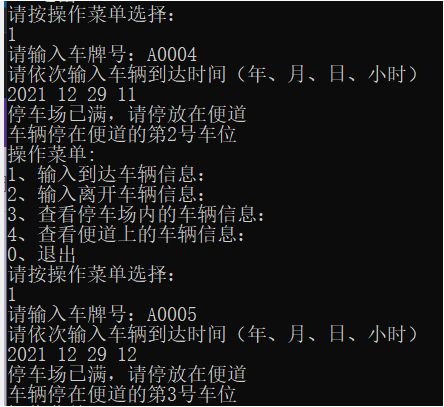 请按操作菜单选择:
1
请输入车牌号: A0004
请依次输入车辆到达时间（年、月、日、小时）
2021 12 29 11
停车场已满，请停放在便道
车辆停在便道的第2号车位
操作菜单:
1、输入到达车辆信息:
2、输入离开车辆信息:
3、查看停车场内的车辆信息:
4、查看便道上的车辆信息:
0、退出
请按操作菜单选择:
1
请输入车牌号: A0005
请依次输入车辆到达时间（年、月、日、小时）
2021 12 29 12
停车场已满，请停放在便道
车辆停在便道的第3号车位